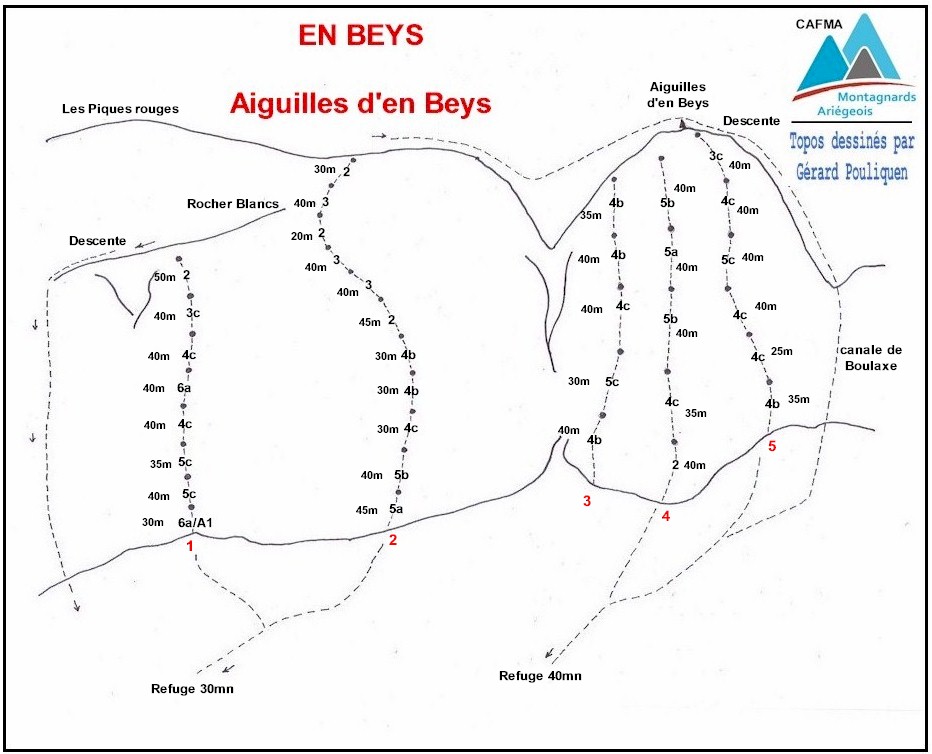 EN BEYS
Aiguilles d'en Beys
CAFMA
Montagnards
Ariégeois
Topos dessinés par
Gérard Pouliquen
Les Piques rouges
Aiguilles
d'en Beys
Descente
Rocher Blancs
Descente
50m 2
40m 3c
40m 4c
40m 6a
40m 4c
35m 5c
40m 5c
30m 6a/A1
1
30m 2
40m 3
20m 2
40m 3
40m 3
45m 2
30m 4b
30m 4b
30m 4c
40m 5b
45m 5a
2
35m 4b
40m 4b
40m 4c
30m 5c
40m 4b
3
5b 40m
5a 40m
5b 40m
4c 35m
2 40m
4
3c 40m
4c 40m
5c 40m
4c 40m
4c 25m
4b 35m
5
canale de
Boulaxe
Refuge 30mn
Refuge 40mn